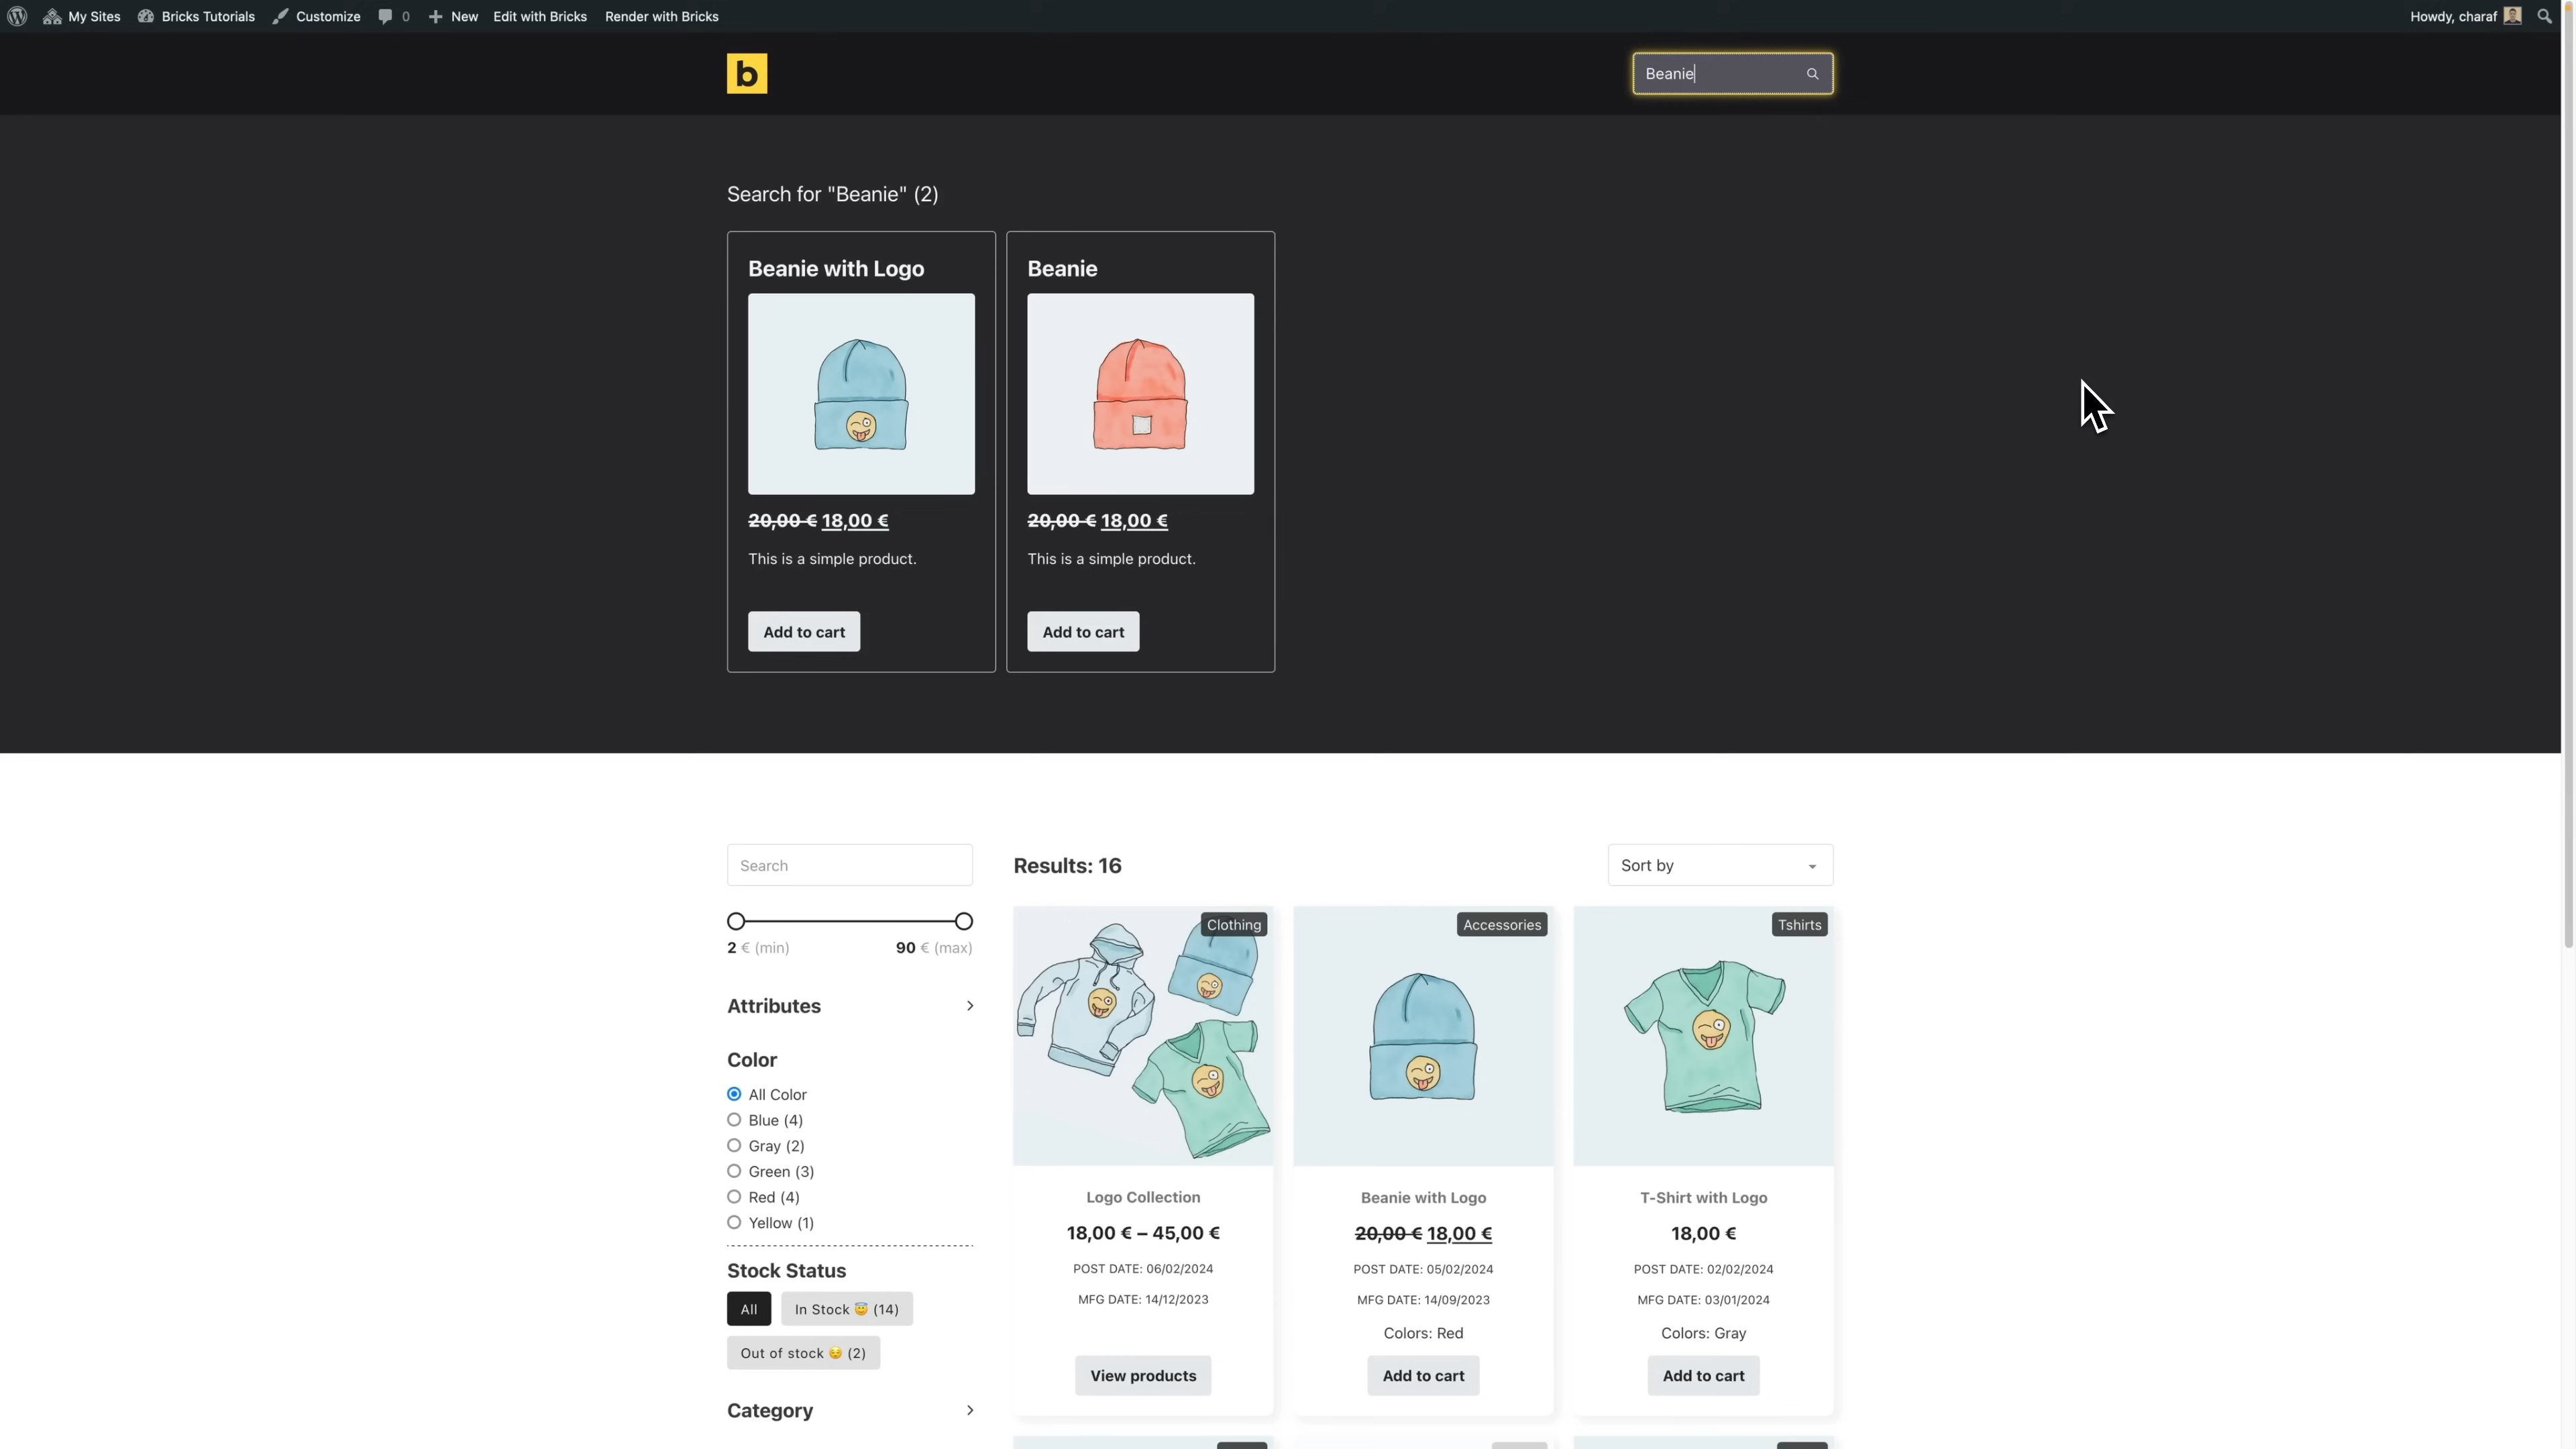 My Sites Bricks Tutorials Customize 0 New Edit with Bricks Render with Bricks Howdy, charaf
b
Beanie
Search for "Beanie" (2)
Beanie with Logo
20,00 € 18,00 €
This is a simple product.
Add to cart
Beanie
20,00 € 18,00 €
This is a simple product.
Add to cart
Search
2 € (min) 90 € (max)
Attributes
Color
All Color
Blue (4)
Gray (2)
Green (3)
Red (4)
Yellow (1)
Stock Status
All In Stock 😇 (14)
Out of stock 😔 (2)
Category
Results: 16
Sort by
Clothing
Logo Collection
18,00 € – 45,00 €
POST DATE: 06/02/2024
MFG DATE: 14/12/2023
View products
Accessories
Beanie with Logo
20,00 € 18,00 €
POST DATE: 05/02/2024
MFG DATE: 14/09/2023
Colors: Red
Add to cart
Tshirts
T-Shirt with Logo
18,00 €
POST DATE: 02/02/2024
MFG DATE: 03/01/2024
Colors: Gray
Add to cart